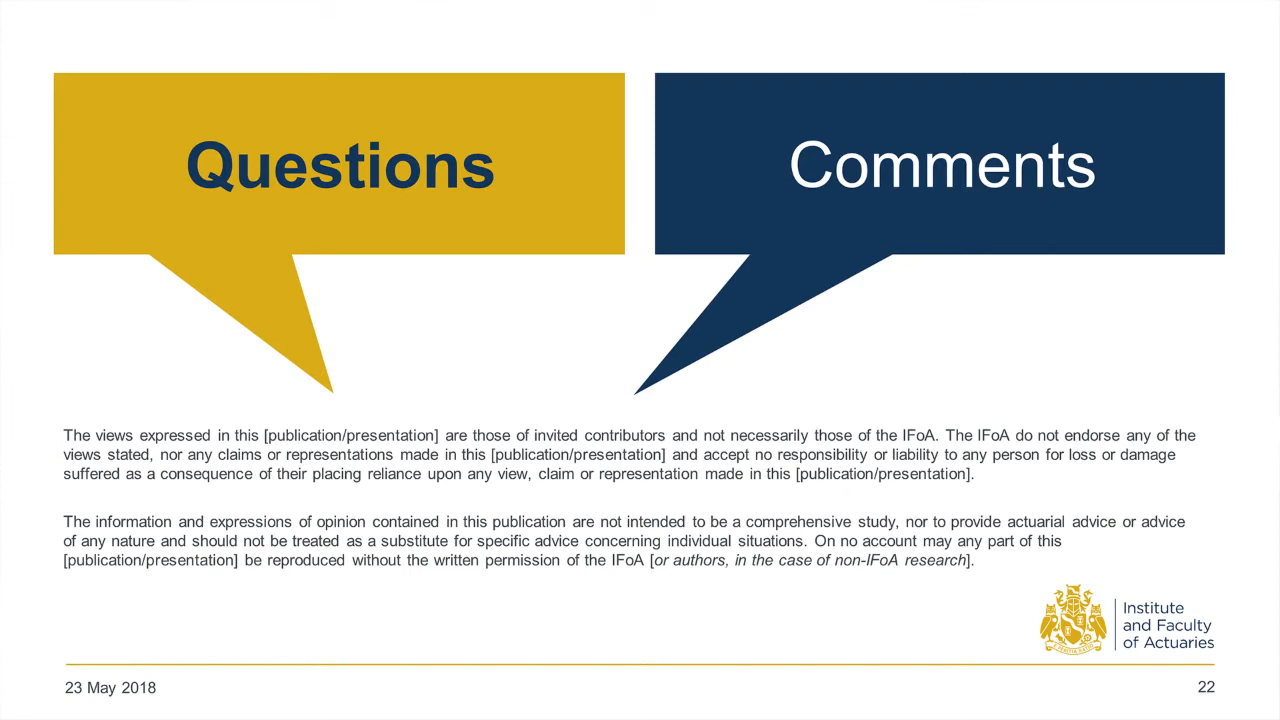 Questions
Comments
The views expressed in this [publication/presentation] are those of invited contributors and not necessarily those of the IFoA. The IFoA do not endorse any of the
views stated, nor any claims or representations made in this [publication/presentation] and accept no responsibility or liability to any person for loss or damage
suffered as a consequence of their placing reliance upon any view, claim or representation made in this [publication/presentation].
The information and expressions of opinion contained in this publication are not intended to be a comprehensive study, nor to provide actuarial advice or advice
of any nature and should not be treated as a substitute for specific advice concerning individual situations. On no account may any part of this
[publication/presentation] be reproduced without the written permission of the IFoA [or authors, in the case of non-IFoA research].
Institute
and Faculty
of Actuaries
23 May 2018
22